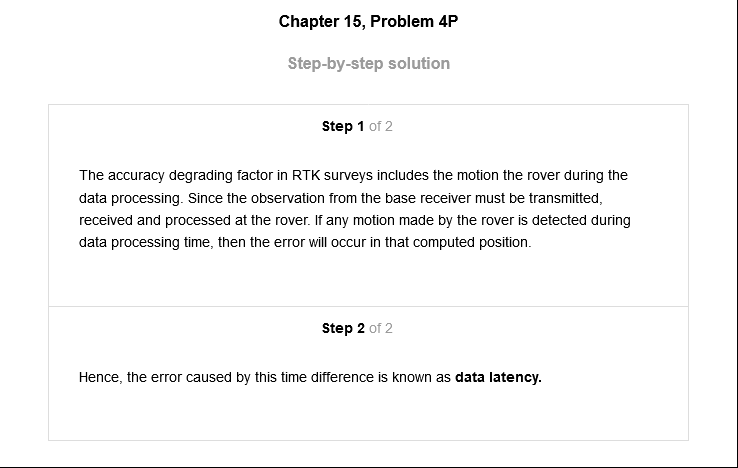 Chapter 15, Problem 4P
Step-by-step solution
Step 1 of 2
The accuracy degrading factor in RTK surveys includes the motion the rover during the
data processing. Since the observation from the base receiver must be transmitted,
received and processed at the rover. If any motion made by the rover is detected during
data processing time, then the error will occur in that computed position.
Step 2 of 2
Hence, the error caused by this time difference is known as data latency.